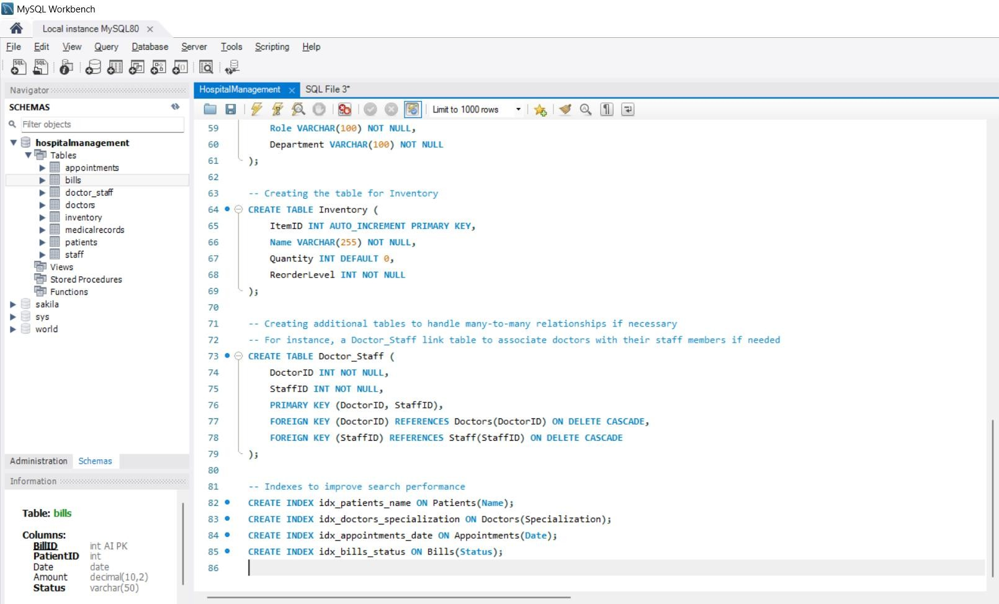 MySQL Workbench
Local instance MySQL80
File Edit View Query Database Server Tools Scripting Help
Navigator
SCHEMAS
Filter objects
hospitalmanagement
Tables
appointments
bills
doctor_staff
doctors
inventory
medicalrecords
patients
staff
Views
Stored Procedures
Functions
sakila
sys
world
Administration Schemas
Information
Table: bills
Columns:
BillID int AI PK
PatientID int
Date date
Amount decimal(10,2)
Status varchar(50)
HospitalManagement SQL File 3*
Limit to 1000 rows
59 Role VARCHAR(100) NOT NULL,
60 Department VARCHAR(100) NOT NULL
61 );
62
63 -- Creating the table for Inventory
64 CREATE TABLE Inventory (
65 ItemID INT AUTO_INCREMENT PRIMARY KEY,
66 Name VARCHAR(255) NOT NULL,
67 Quantity INT DEFAULT 0,
68 ReorderLevel INT NOT NULL
69 );
70
71 -- Creating additional tables to handle many-to-many relationships if necessary
72 -- For instance, a Doctor_Staff link table to associate doctors with their staff members if needed
73 CREATE TABLE Doctor_Staff (
74 DoctorID INT NOT NULL,
75 StaffID INT NOT NULL,
76 PRIMARY KEY (DoctorID, StaffID),
77 FOREIGN KEY (DoctorID) REFERENCES Doctors(DoctorID) ON DELETE CASCADE,
78 FOREIGN KEY (StaffID) REFERENCES Staff(StaffID) ON DELETE CASCADE
79 );
80
81 -- Indexes to improve search performance
82 CREATE INDEX idx_patients_name ON Patients(Name);
83 CREATE INDEX idx_doctors_specialization ON Doctors(Specialization);
84 CREATE INDEX idx_appointments_date ON Appointments(Date);
85 CREATE INDEX idx_bills_status ON Bills(Status);
86